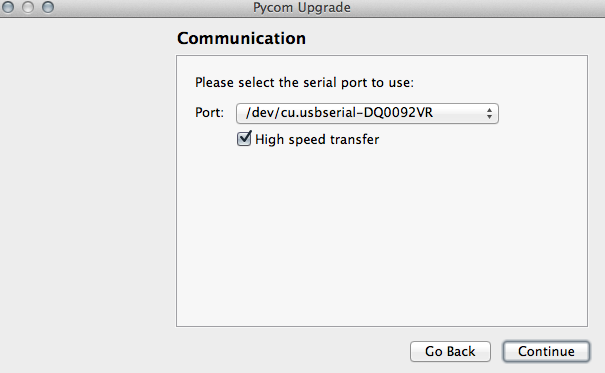 Pycom Upgrade
Communication
Please select the serial port to use:
Port: /dev/cu.usbserial-DQ0092VR
High speed transfer
Go Back Continue